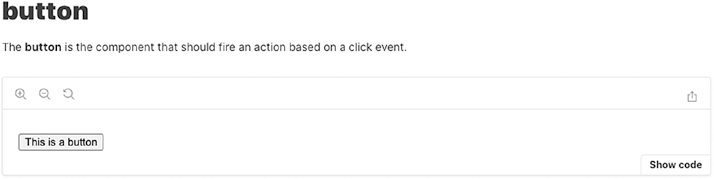 button
The button is the component that should fire an action based on a click event.
This is a button
Show code